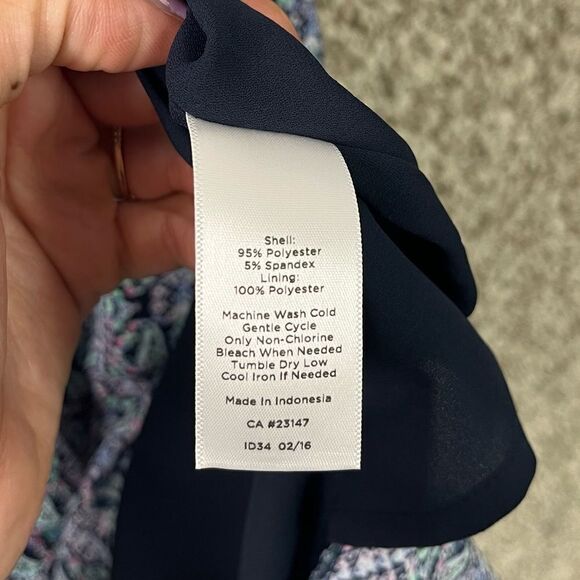 Shell:
95% Polyester
5% Spandex
Lining:
100% Polyester
Machine Wash Cold
Gentle Cycle
Only Non-Chlorine
Bleach When Needed
Tumble Dry Low
Cool Iron If Needed
Made In Indonesia
CA #23147
ID34 02/16